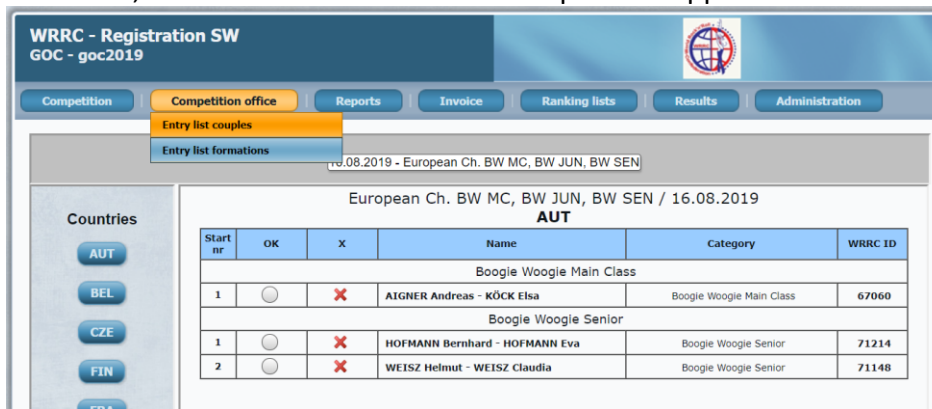 WRRC - Registration SW
GOC - goc2019
Competition Competition office Reports Invoice Ranking lists Results Administration
Entry list couples
Entry list formations
16.08.2019 - European Ch. BW MC, BW JUN, BW SEN
European Ch. BW MC, BW JUN, BW SEN / 16.08.2019
AUT
Countries
AUT
BEL
CZE
FIN
Start nr OK X Name Category WRRC ID
Boogie Woogie Main Class
1 AIGNER Andreas - KÖCK Elsa Boogie Woogie Main Class 67060
Boogie Woogie Senior
1 HOFMANN Bernhard - HOFMANN Eva Boogie Woogie Senior 71214
2 WEISZ Helmut - WEISZ Claudia Boogie Woogie Senior 71148